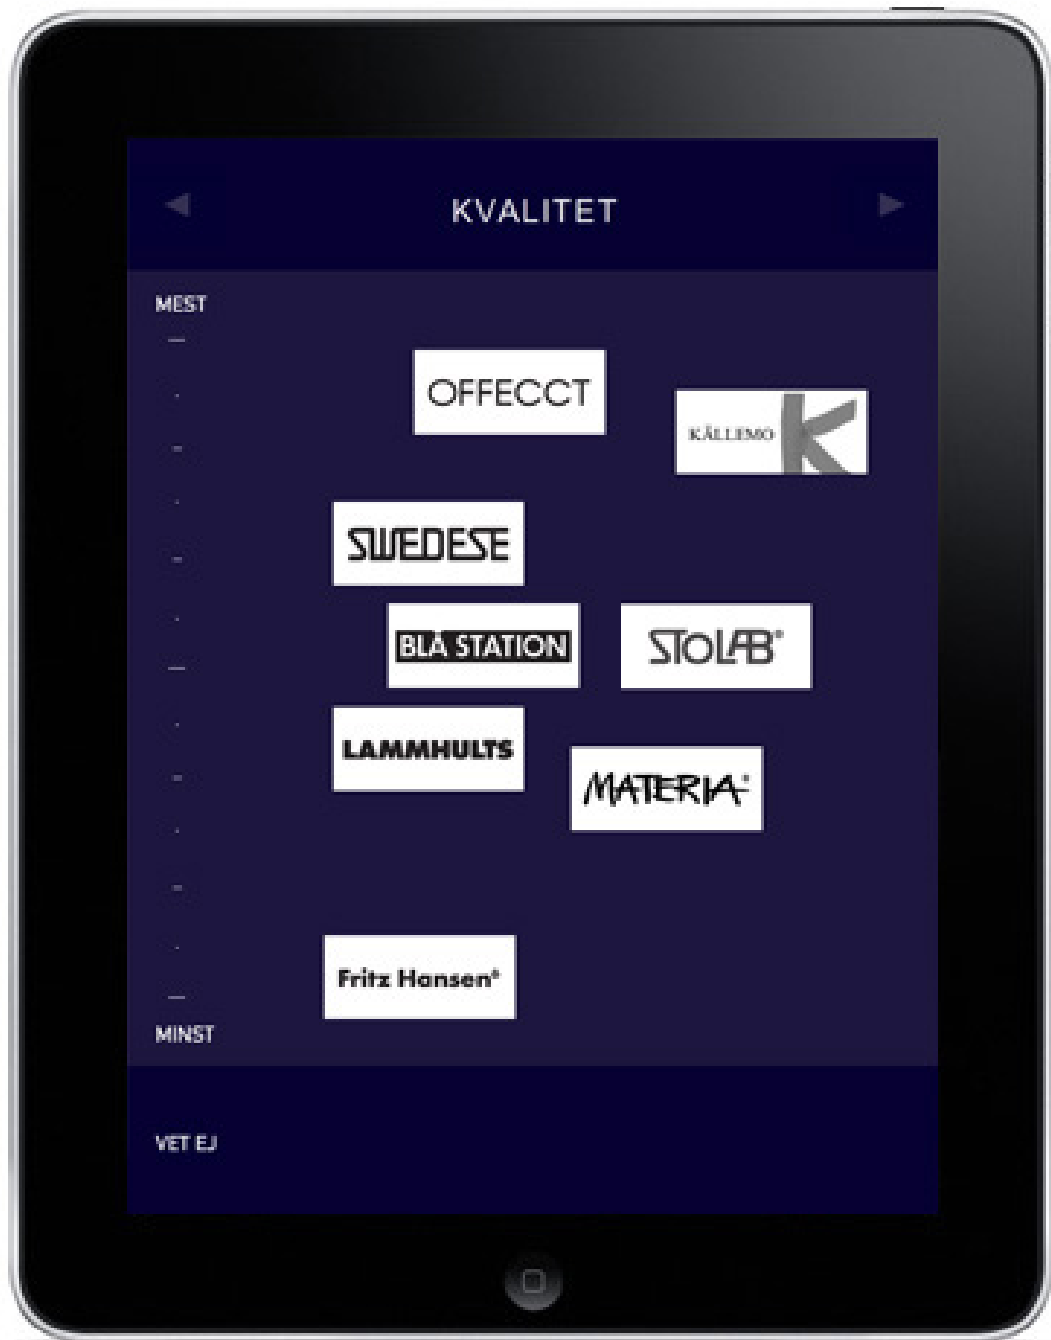 KVALITET
MEST
OFFECCT
KÄLLEMO K
SWEDESE
BLÅ STATION
STOLAB®
LAMMHULTS
MATERIA®
Fritz Hansen®
MINST
VET EJ